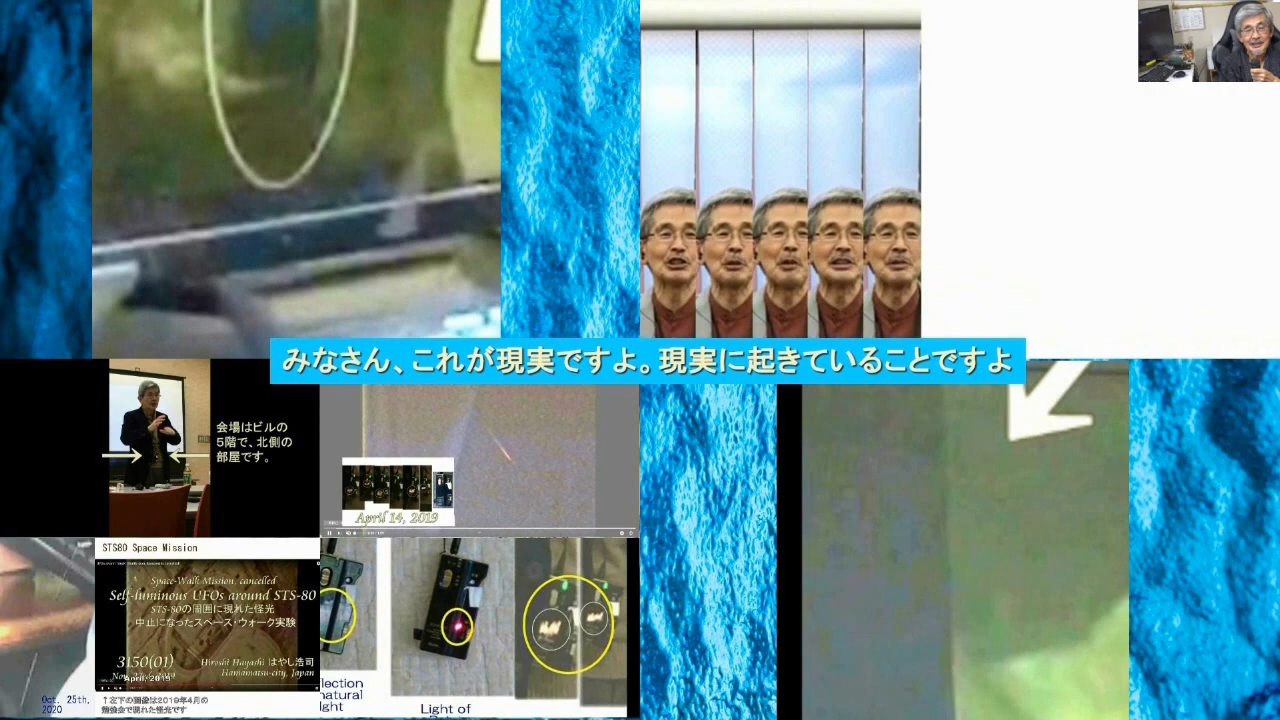 みなさん、これが現実ですよ。現実に起きていることですよ
会場はビルの
5階で、北側の
部屋です。
April 14, 2019
STS80 Space Mission
Space-Walk Mission, cancelled
Self-luminous UFOs around STS-80
STS-80の周囲に現れた怪光
中止になったスペース・ウォーク実験
3150(01)
Hiroshi Hayashi はやし浩司
Hamamatsu-city, Japan
April 2019
Oct. 25th,
2020
↑左下の画像は2019年4月の
勉強会で現れた怪光です
lection
natural
light
Light of